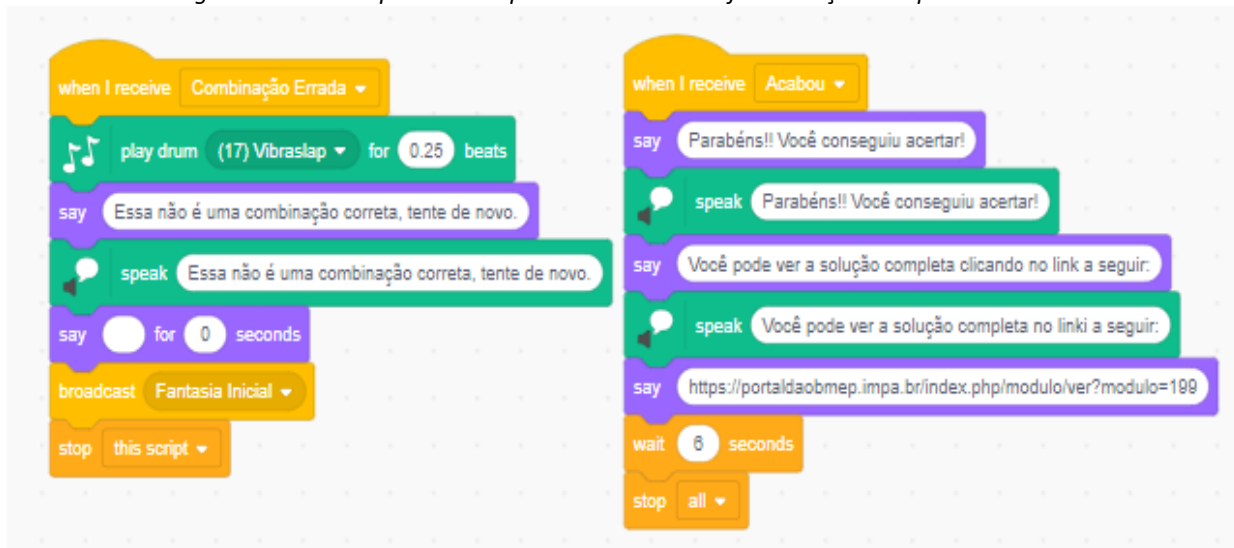 when I receive Combinação Errada
play drum (17) Vibraslap for 0.25 beats
say Essa não é uma combinação correta, tente de novo.
speak Essa não é uma combinação correta, tente de novo.
say for 0 seconds
broadcast Fantasia Inicial
stop this script
when I receive Acabou
say Parabéns!! Você conseguiu acertar!
speak Parabéns!! Você conseguiu acertar!
say Você pode ver a solução completa clicando no link a seguir:
speak Você pode ver a solução completa no linki a seguir:
say https://portaldaobmep.impa.br/index.php/modulo/ver?modulo=199
wait 6 seconds
stop all